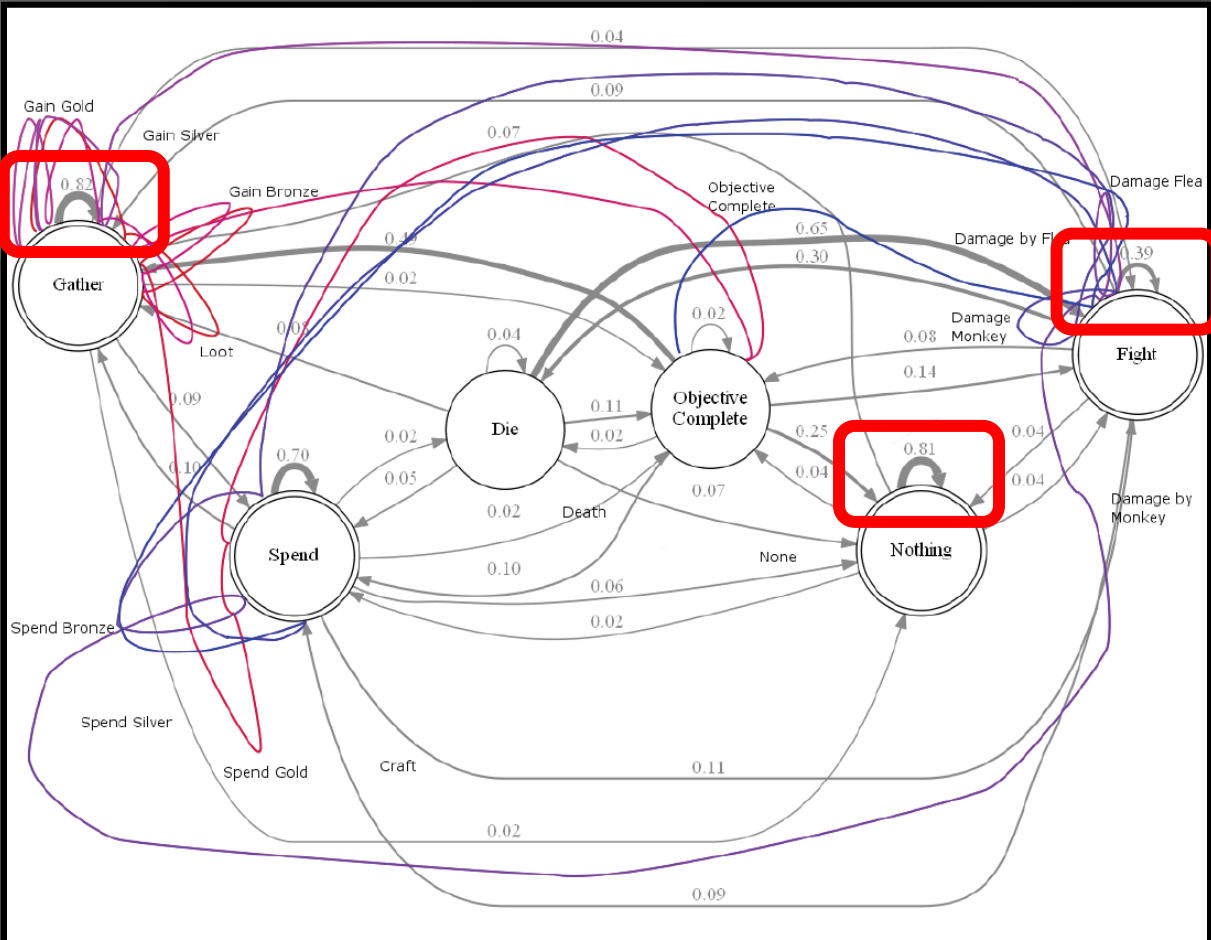 0.04
0.09
Gain Gold
Gain Silver
0.07
0.82
Gain Bronze
Objective
Complete
Damage Flea
0.49
0.65
Damage by Flea
0.30
0.39
Gather
0.02
0.02
Damage
Monkey
0.08
Loot
0.04
0.08
Fight
0.14
0.09
Die
0.11
Objective
Complete
0.02
0.02
0.25
0.04
0.10
0.70
0.05
0.04
0.81
0.04
0.07
Damage by
Monkey
0.02
Death
Spend
None
Nothing
0.10
0.06
0.02
Spend Bronze
Spend Silver
Spend Gold
Craft
0.11
0.02
0.09